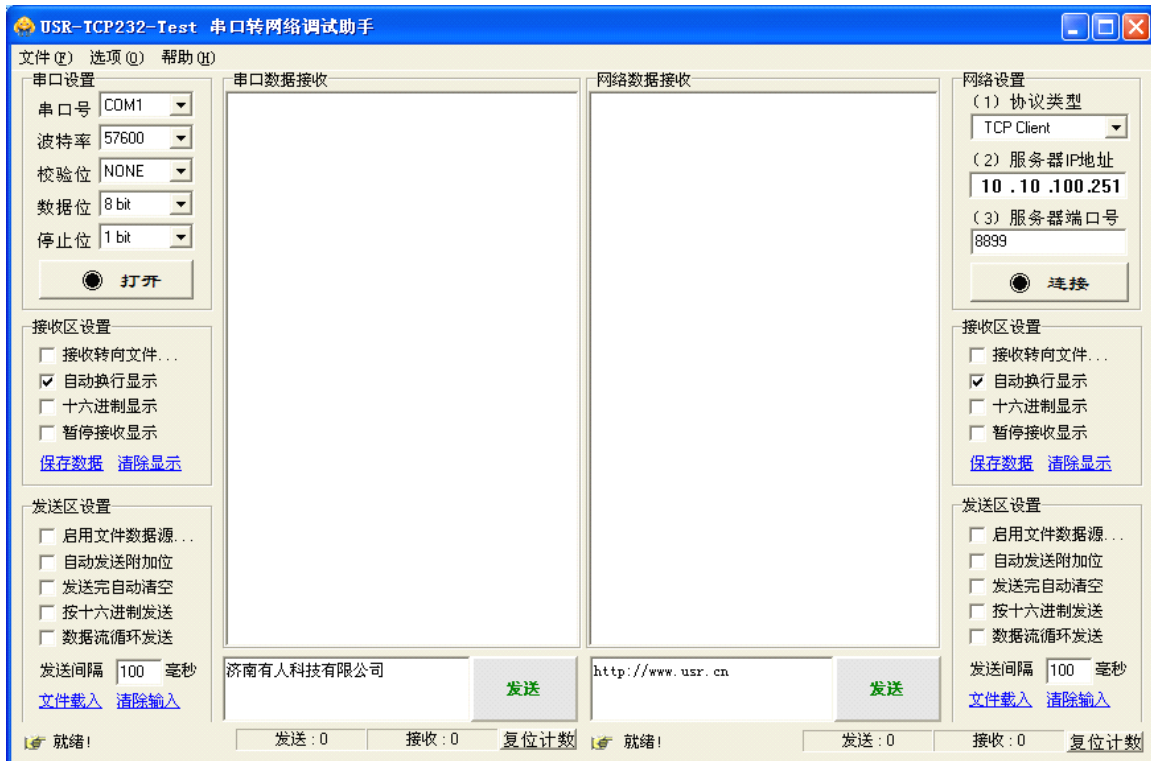 USR-TCP232-Test 串口转网络调试助手
文件(F) 选项(O) 帮助(H)
串口设置
串口号 COM1
波特率 57600
校验位 NONE
数据位 8 bit
停止位 1 bit
打开
接收区设置
接收转向文件...
自动换行显示
十六进制显示
暂停接收显示
保存数据 清除显示
发送区设置
启用文件数据源...
自动发送附加位
发送完自动清空
按十六进制发送
数据流循环发送
发送间隔 100 毫秒
文件载入 清除输入
串口数据接收
济南有人科技有限公司
发送
网络数据接收
http://www.usr.cn
发送
网络设置
(1) 协议类型
TCP Client
(2) 服务器IP地址
10 . 10 .100.251
(3) 服务器端口号
8899
连接
接收区设置
接收转向文件...
自动换行显示
十六进制显示
暂停接收显示
保存数据 清除显示
发送区设置
启用文件数据源...
自动发送附加位
发送完自动清空
按十六进制发送
数据流循环发送
发送间隔 100 毫秒
文件载入 清除输入
就绪! 发送:0 接收:0 复位计数 就绪! 发送:0 接收:0 复位计数